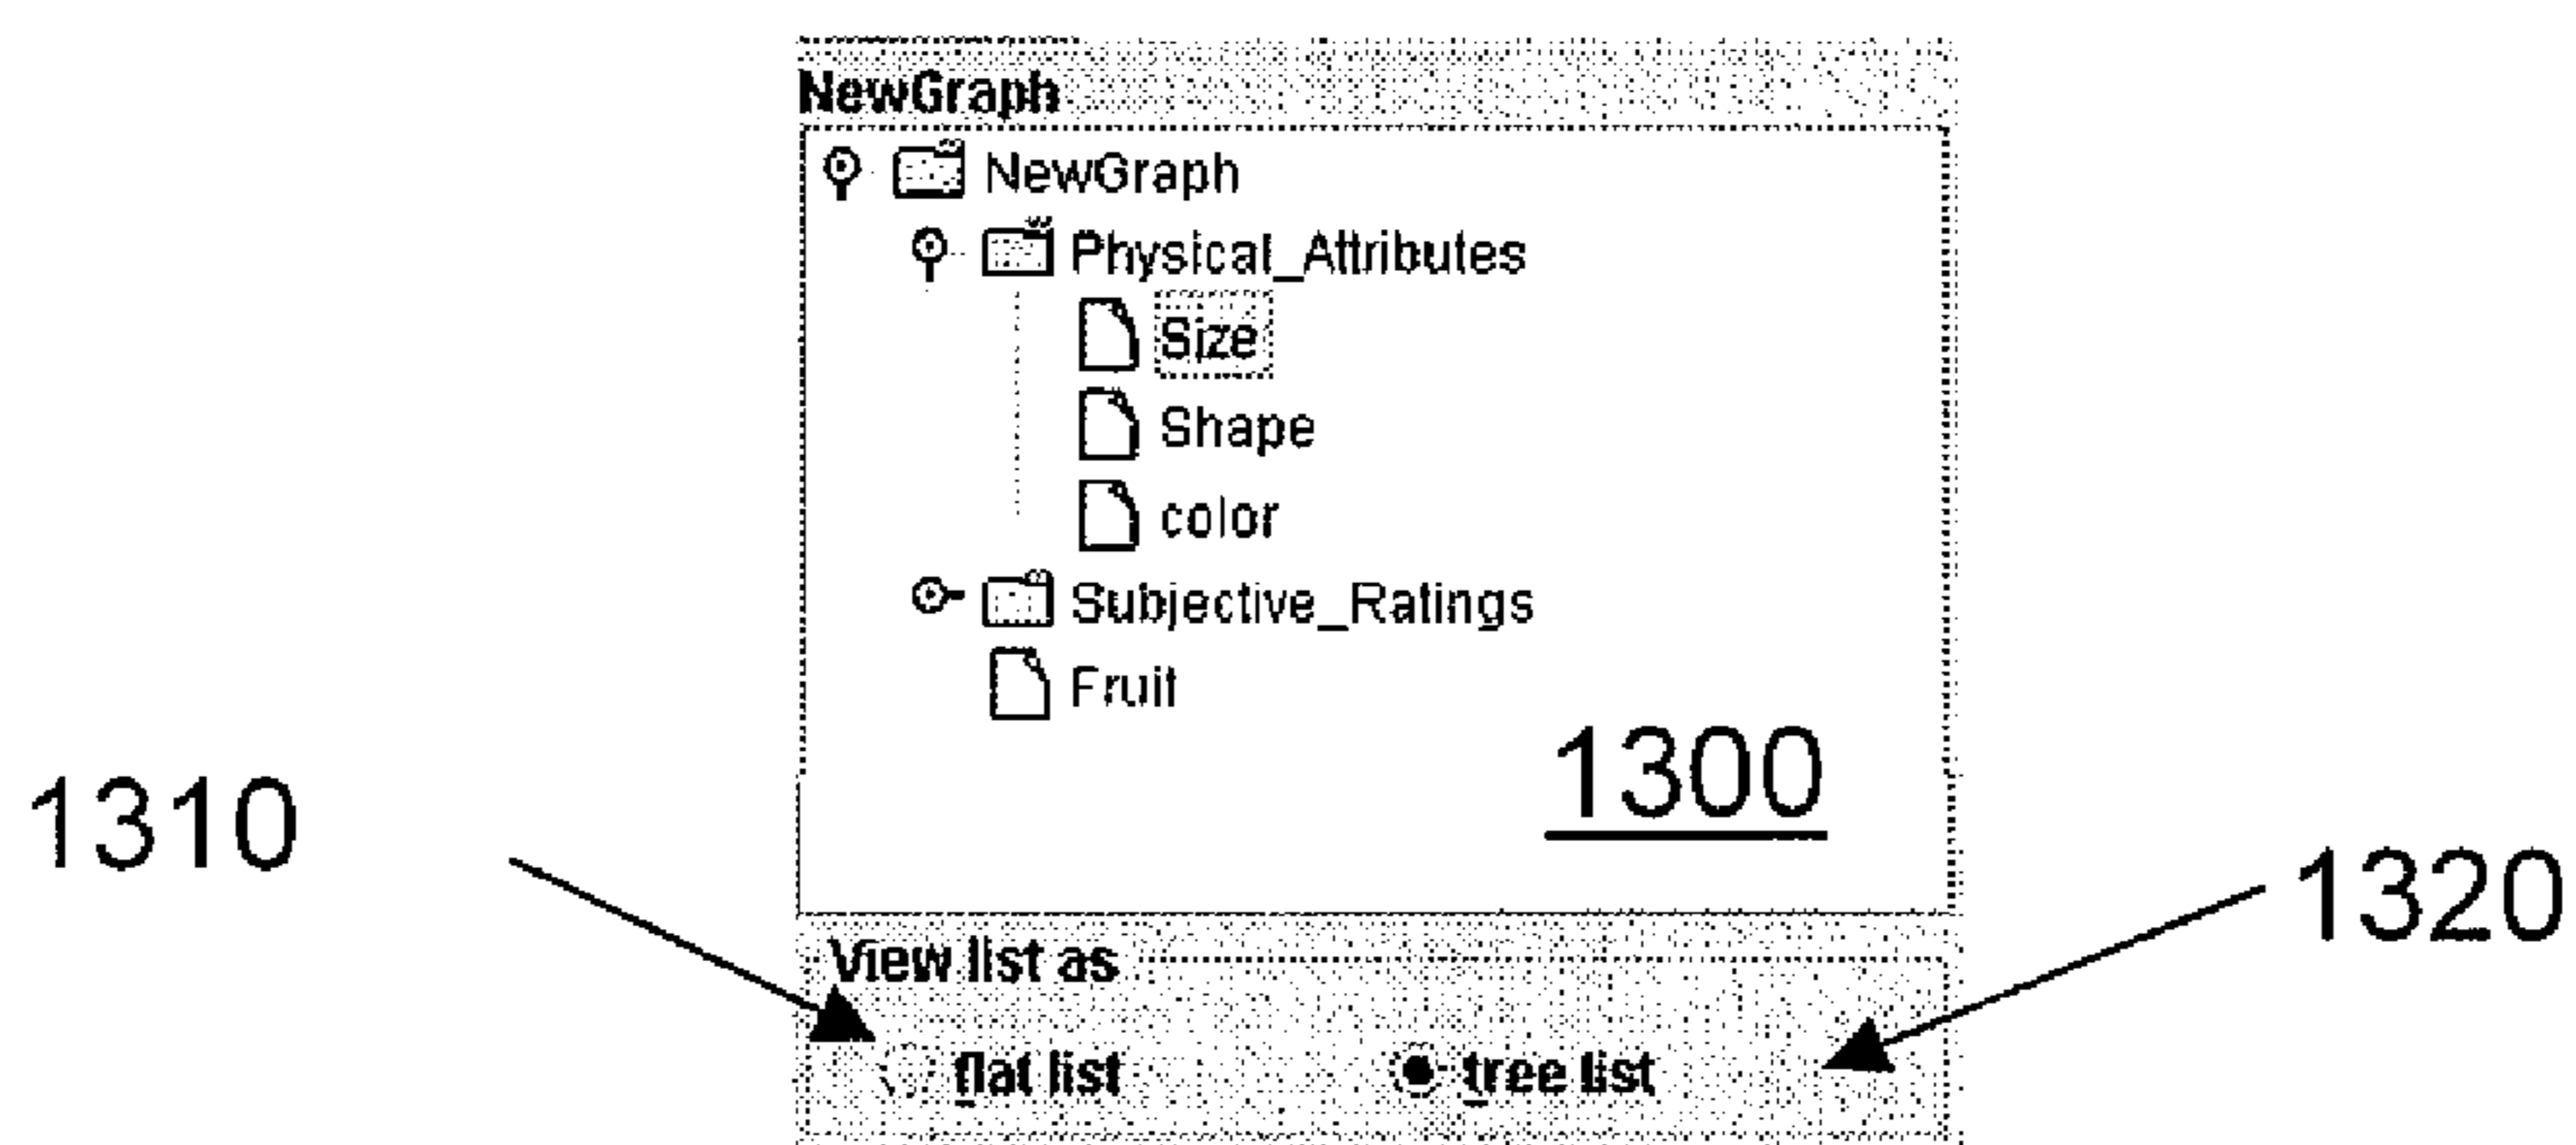 NewGraph
NewGraph
Physical_Attributes
Size
Shape
color
Subjective_Ratings
Fruit
1300
1310
1320
View list as
flat list
tree list